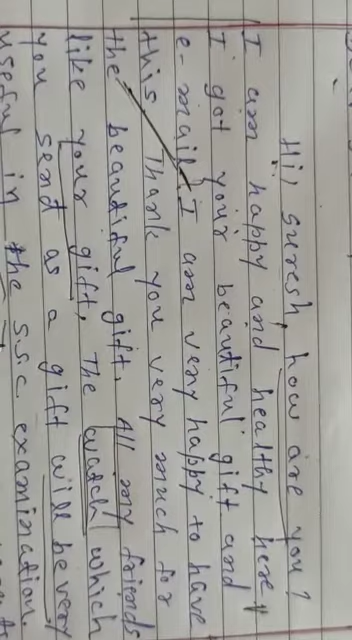 Hi! suresh, how are you?
I am happy and healthy here,
I got your beautiful gift and
e-mail. I am very happy to have
this. Thank you very much for
the beautiful gift. All my friends
like your gift. The watch which
you send as a gift will be very
useful in the ssc examination.